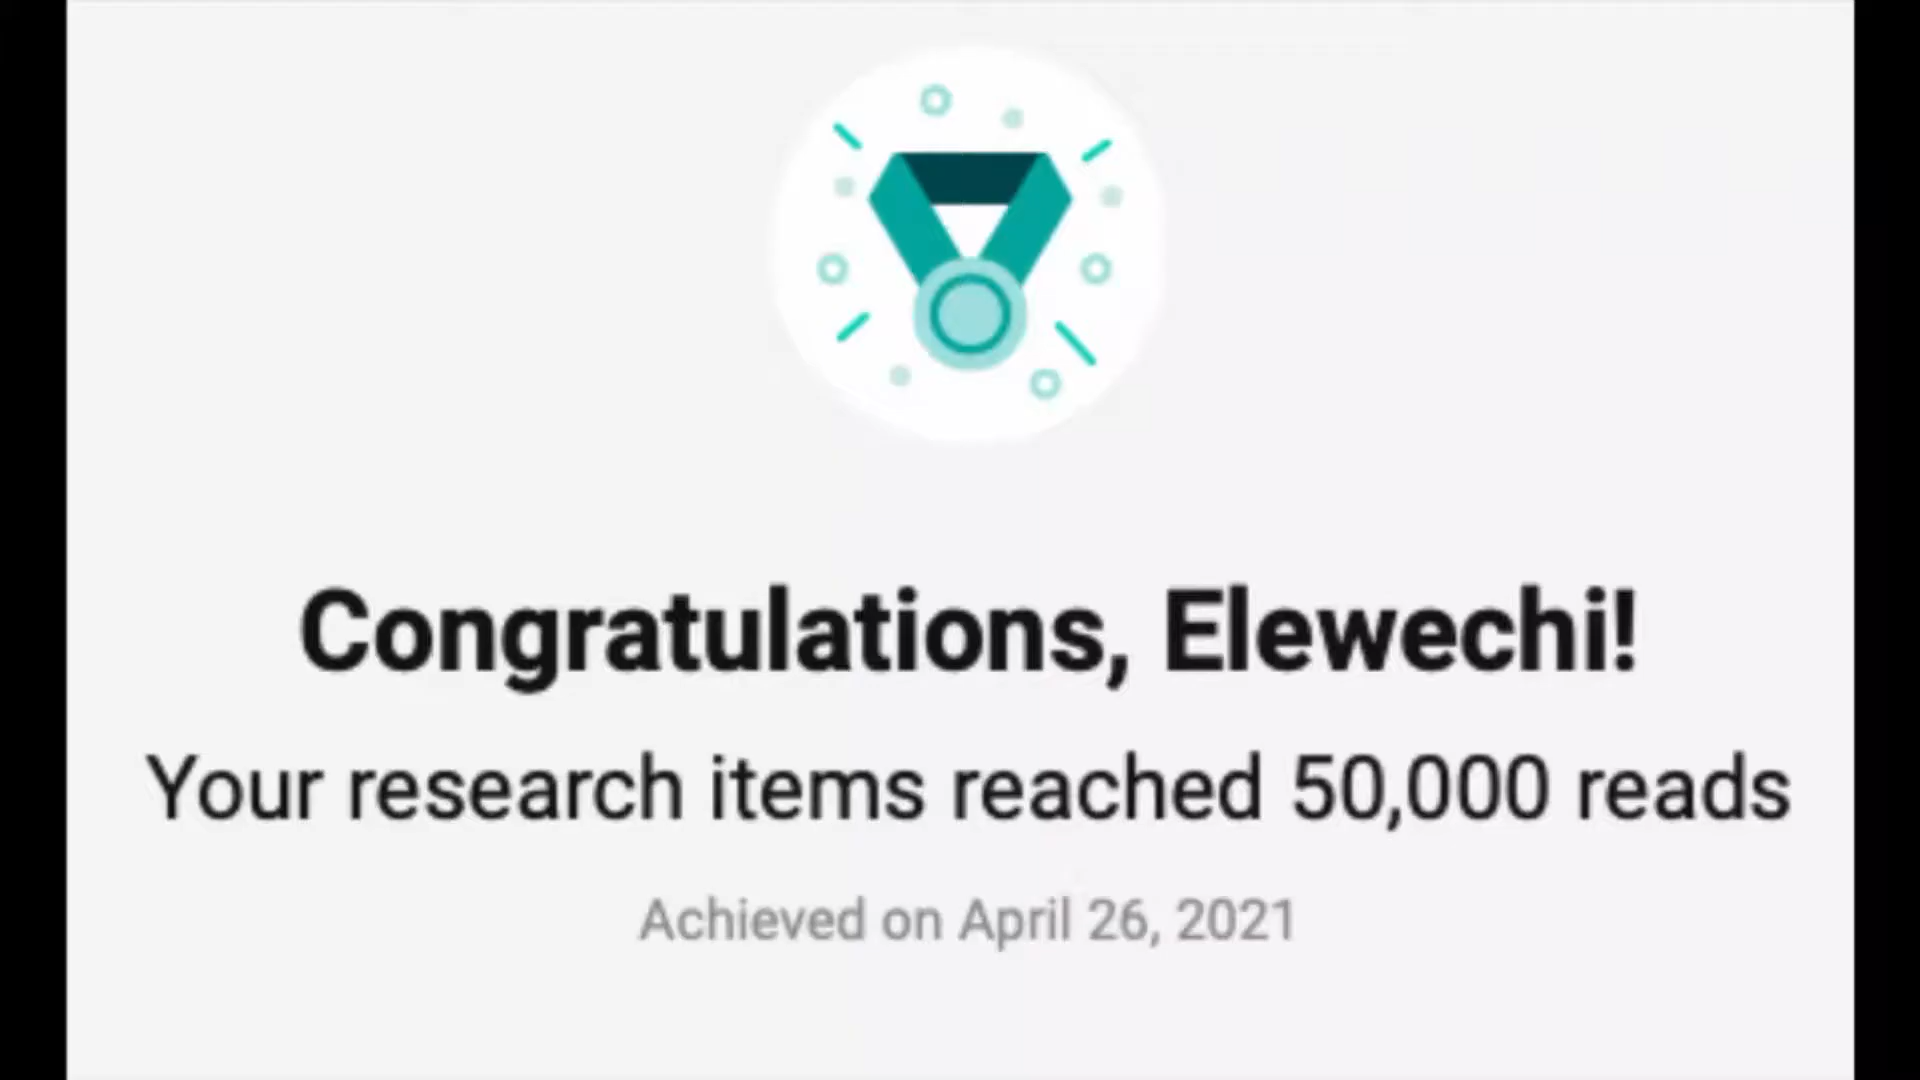 Congratulations, Elewechi!
Your research items reached 50,000 reads
Achieved on April 26, 2021